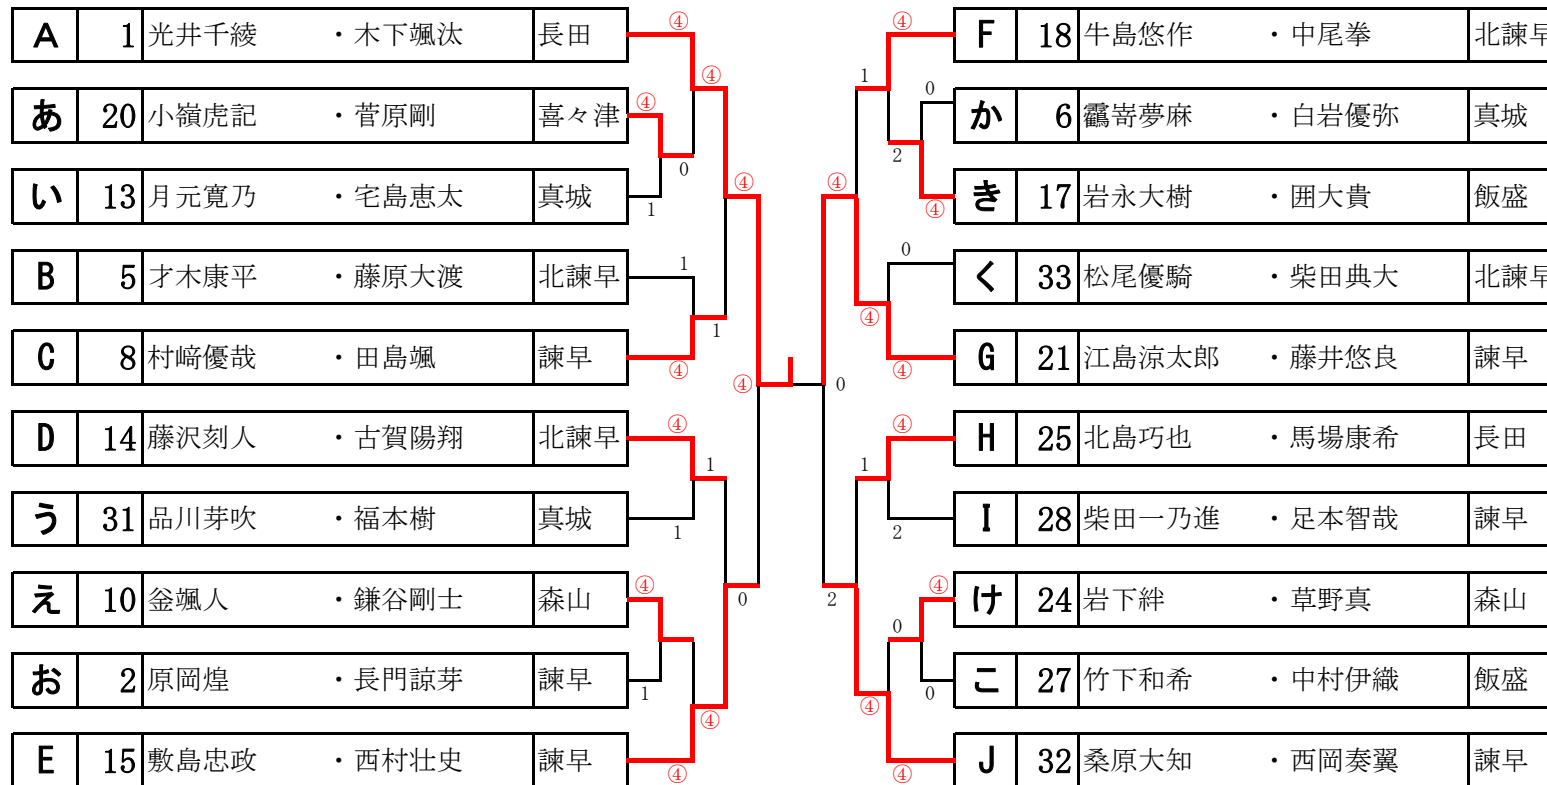 A 1 光井千綾 ・木下颯汰 長田 ④ ④ F 18 牛島悠作 ・中尾拳 北諫早
④ 1 0
あ 20 小嶺虎記 ・菅原剛 喜々津 ④ か 6 靍嵜夢麻 ・白岩優弥 真城
0 2
い 13 月元寛乃 ・宅島恵太 真城 1 ④ ④ ④ き 17 岩永大樹 ・囲大貴 飯盛
B 5 才木康平 ・藤原大渡 北諫早 1 0 く 33 松尾優騎 ・柴田典大 北諫早
1 ④
C 8 村﨑優哉 ・田島颯 諫早 ④ ④ G 21 江島涼太郎 ・藤井悠良 諫早
④ 0
D 14 藤沢刻人 ・古賀陽翔 北諫早 ④ ④ H 25 北島巧也 ・馬場康希 長田
1 1
う 31 品川芽吹 ・福本樹 真城 1 2 I 28 柴田一乃進 ・足本智哉 諫早
え 10 釜颯人 ・鎌谷剛士 森山 ④ 0 2 ④ け 24 岩下絆 ・草野真 森山
0
お 2 原岡煌 ・長門諒芽 諫早 1 0 こ 27 竹下和希 ・中村伊織 飯盛
④ ④
E 15 敷島忠政 ・西村壮史 諫早 ④ ④ J 32 桑原大知 ・西岡奏翼 諫早